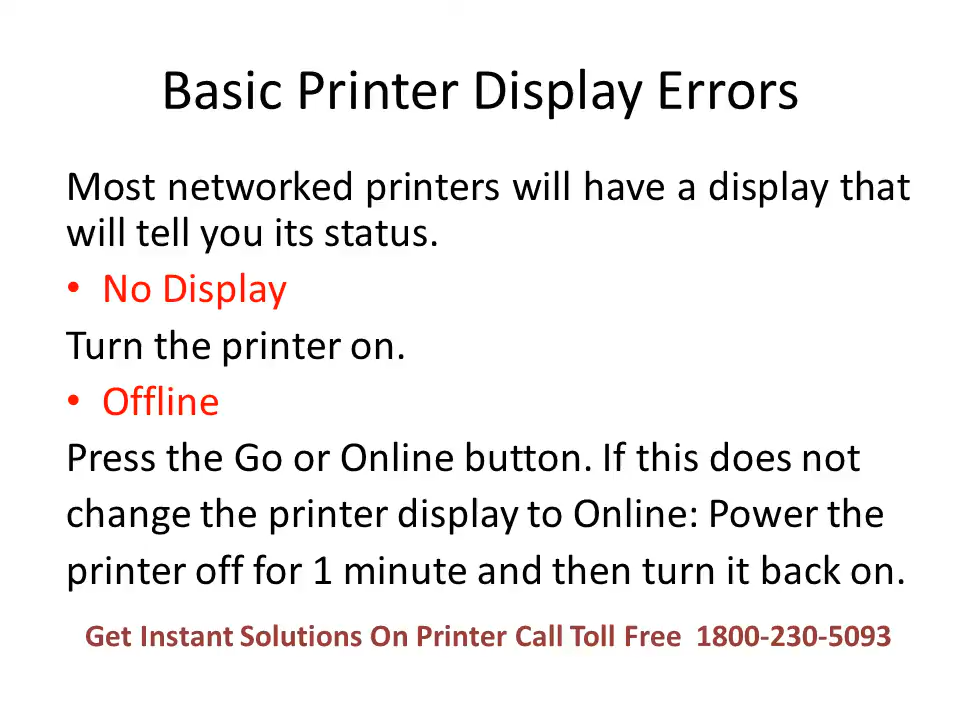 Basic Printer Display Errors
Most networked printers will have a display that
will tell you its status.
• No Display
Turn the printer on.
• Offline
Press the Go or Online button. If this does not
change the printer display to Online: Power the
printer off for 1 minute and then turn it back on.
Get Instant Solutions On Printer Call Toll Free 1800-230-5093